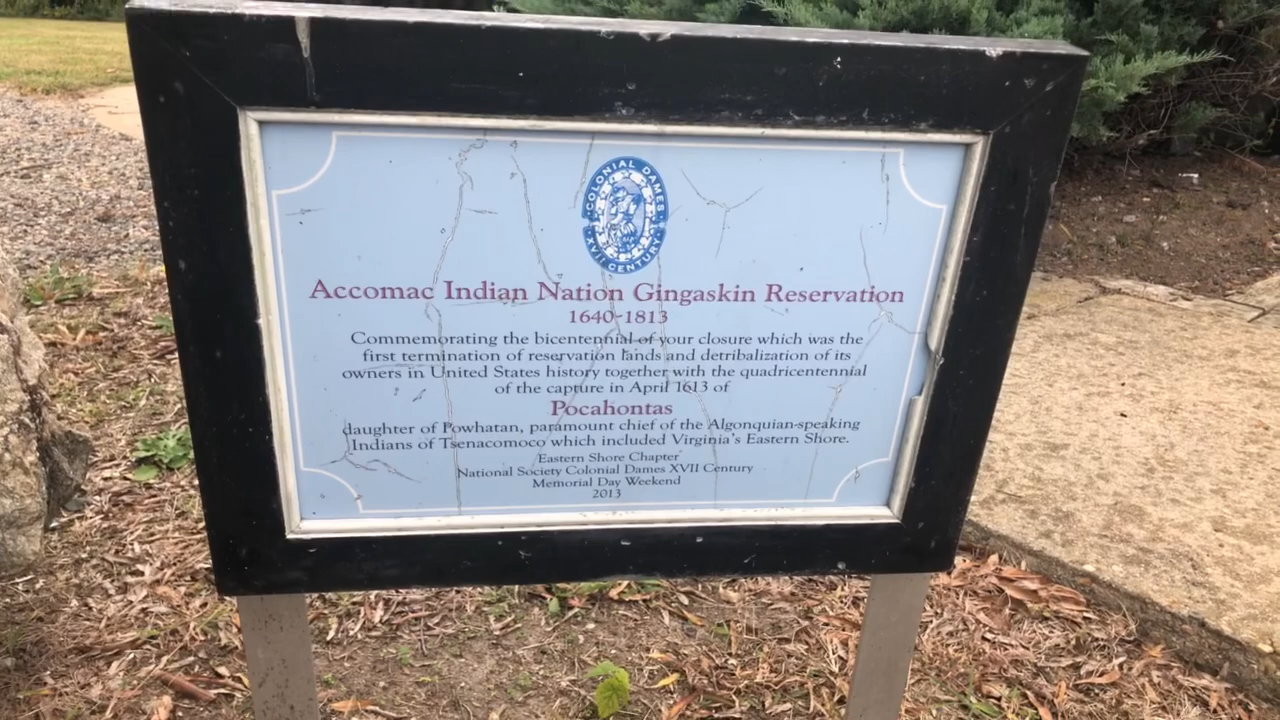 COLONIAL DAMES
XVII CENTURY
Accomac Indian Nation Gingaskin Reservation
1640-1813
Commemorating the bicentennial of your closure which was the
first termination of reservation lands and detribalization of its
owners in United States history together with the quadricentennial
of the capture in April 1613 of
Pocahontas
daughter of Powhatan, paramount chief of the Algonquian-speaking
Indians of Tsenacomoco which included Virginia's Eastern Shore.
Eastern Shore Chapter
National Society Colonial Dames XVII Century
Memorial Day Weekend
2013